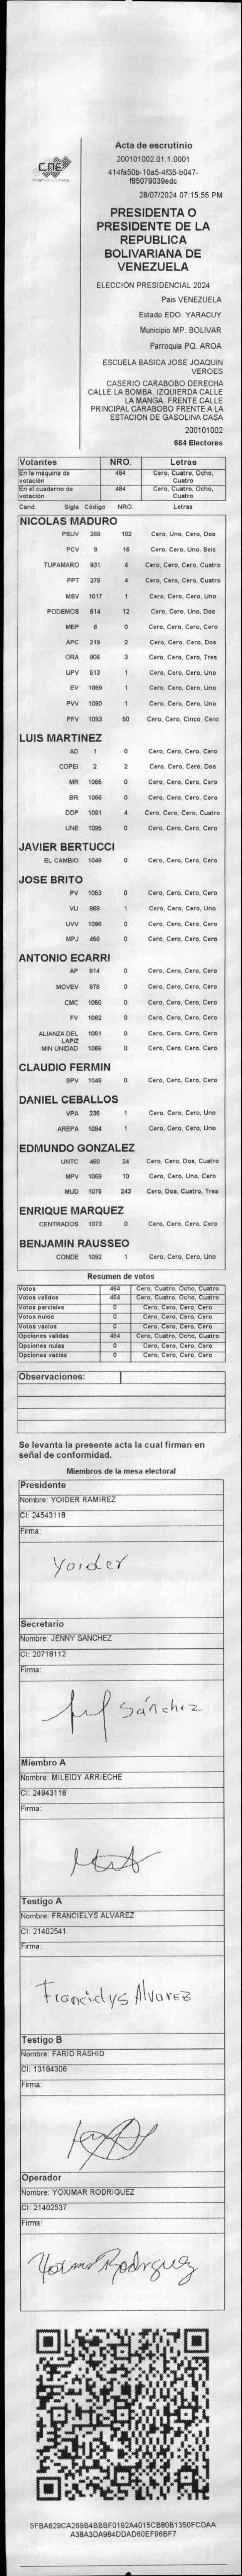 CNE
Acta de escrutinio
200101002.01.1.0001
414fa50b-10a5-4f35-b047-
f85079039edc
28/07/2024 07:15:55 PM
PRESIDENTA O
PRESIDENTE DE LA
REPUBLICA
BOLIVARIANA DE
VENEZUELA
ELECCIÓN PRESIDENCIAL 2024
Pais VENEZUELA
Estado EDO. YARACUY
Municipio MP. BOLIVAR
Parroquia PQ. AROA
ESCUELA BASICA JOSE JOAQUIN
VEROES
CASERIO CARABOBO DERECHA
CALLE LA BOMBA. IZQUIERDA CALLE
LA MANGA. FRENTE CALLE
PRINCIPAL CARABOBO FRENTE A LA
ESTACION DE GASOLINA CASA
200101002
684 Electores
Votantes NRO. Letras
En la máquina de votación 484 Cero, Cuatro, Ocho, Cuatro
En el cuaderno de votación 484 Cero, Cuatro, Ocho, Cuatro
Cand. Sigla Código NRO. Letras
NICOLAS MADURO
PSUV 269 102 Cero, Uno, Cero, Dos
PCV 9 16 Cero, Cero, Uno, Seis
TUPAMARO 931 4 Cero, Cero, Cero, Cuatro
PPT 276 4 Cero, Cero, Cero, Cuatro
MSV 1017 1 Cero, Cero, Cero, Uno
PODEMOS 514 12 Cero, Cero, Uno, Dos
MEP 6 0 Cero, Cero, Cero, Cero
APC 219 2 Cero, Cero, Cero, Dos
ORA 906 3 Cero, Cero, Cero, Tres
UPV 513 1 Cero, Cero, Cero, Uno
EV 1089 1 Cero, Cero, Cero, Uno
PVV 1090 1 Cero, Cero, Cero, Uno
PFV 1093 50 Cero, Cero, Cinco, Cero
LUIS MARTINEZ
AD 1 0 Cero, Cero, Cero, Cero
COPEI 2 2 Cero, Cero, Cero, Dos
MR 1065 0 Cero, Cero, Cero, Cero
BR 1066 0 Cero, Cero, Cero, Cero
DDP 1091 4 Cero, Cero, Cero, Cuatro
UNE 1095 0 Cero, Cero, Cero, Cero
JAVIER BERTUCCI
EL CAMBIO 1048 0 Cero, Cero, Cero, Cero
JOSE BRITO
PV 1053 0 Cero, Cero, Cero, Cero
VU 869 1 Cero, Cero, Cero, Uno
UVV 1096 0 Cero, Cero, Cero, Cero
MPJ 458 0 Cero, Cero, Cero, Cero
ANTONIO ECARRI
AP 814 0 Cero, Cero, Cero, Cero
MOVEV 878 0 Cero, Cero, Cero, Cero
CMC 1050 0 Cero, Cero, Cero, Cero
FV 1062 0 Cero, Cero, Cero, Cero
ALIANZA DEL LAPIZ 1051 0 Cero, Cero, Cero, Cero
MIN UNIDAD 1069 0 Cero, Cero, Cero, Cero
CLAUDIO FERMIN
SPV 1049 0 Cero, Cero, Cero, Cero
DANIEL CEBALLOS
VPA 236 1 Cero, Cero, Cero, Uno
AREPA 1094 1 Cero, Cero, Cero, Uno
EDMUNDO GONZALEZ
UNTC 460 24 Cero, Cero, Dos, Cuatro
MPV 1069 10 Cero, Cero, Uno, Cero
MUD 1075 243 Cero, Dos, Cuatro, Tres
ENRIQUE MARQUEZ
CENTRADOS 1073 0 Cero, Cero, Cero, Cero
BENJAMIN RAUSSEO
CONDE 1092 1 Cero, Cero, Cero, Uno
Resumen de votos
Votos 484 Cero, Cuatro, Ocho, Cuatro
Votos validos 484 Cero, Cuatro, Ocho, Cuatro
Votos parciales 0 Cero, Cero, Cero, Cero
Votos nulos 0 Cero, Cero, Cero, Cero
Votos vacios 0 Cero, Cero, Cero, Cero
Opciones validas 484 Cero, Cuatro, Ocho, Cuatro
Opciones nulas 0 Cero, Cero, Cero, Cero
Opciones vacias 0 Cero, Cero, Cero, Cero
Observaciones:
Se levanta la presente acta la cual firman en
señal de conformidad.
Miembros de la mesa electoral
Presidente
Nombre: YOIDER RAMIREZ
CI: 24543118
Firma:
Yoider
Secretario
Nombre: JENNY SANCHEZ
CI: 20718112
Firma:
Sánchez
Miembro A
Nombre: MILEIDY ARRIECHE
CI: 24943118
Firma:
Testigo A
Nombre: FRANCIELYS ALVAREZ
CI: 21402541
Firma:
Francielys Alvarez
Testigo B
Nombre: FARID RASHID
CI: 13184306
Firma:
Operador
Nombre: YOXIMAR RODRIGUEZ
CI: 21402537
Firma:
Yoximar Rodriguez
5FBA629CA269B4BBBF0192A4015CB80B1350FCDAA
A38A3DA984DDAD60EF96BF7